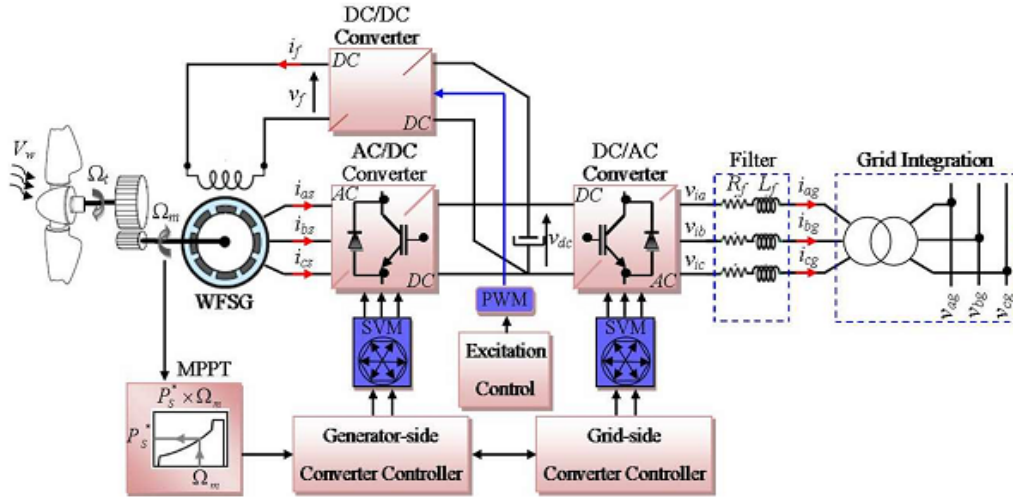 DC/DC
Converter
i_f
DC
v_f
DC
V_w
Ω_t
Ω_m
AC/DC
Converter
DC/AC
Converter
Filter
Grid Integration
i_as
i_bs
i_cs
AC
DC
v_dc
DC
AC
v_ia
v_ib
v_ic
R_f L_f
i_ag
i_bg
i_cg
v_ag
v_bg
v_cg
WFSG
SVM
PWM
SVM
Excitation
Control
MPPT
P_s^* × Ω_m
P_s^*
Ω_m
Generator-side
Converter Controller
Grid-side
Converter Controller